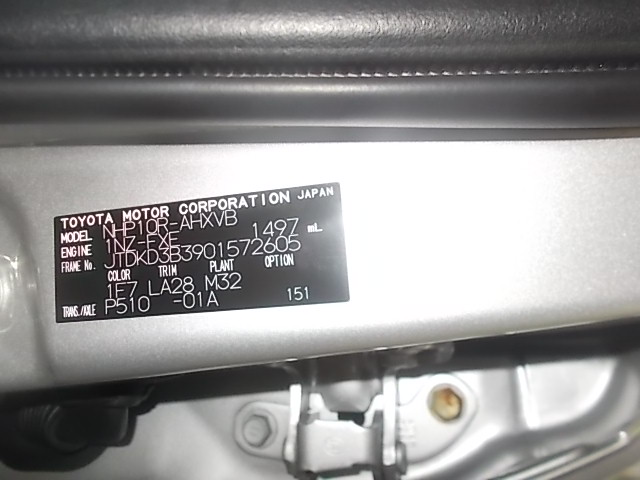 TOYOTA MOTOR CORPORATION JAPAN
MODEL NHP10R-AHXVB
ENGINE 1NZ-FXE 1497 mL
FRAME No. JTDKD3B3901572605
COLOR TRIM PLANT OPTION
1F7 LA28 M32
TRANS./AXLE P510 -01A 151